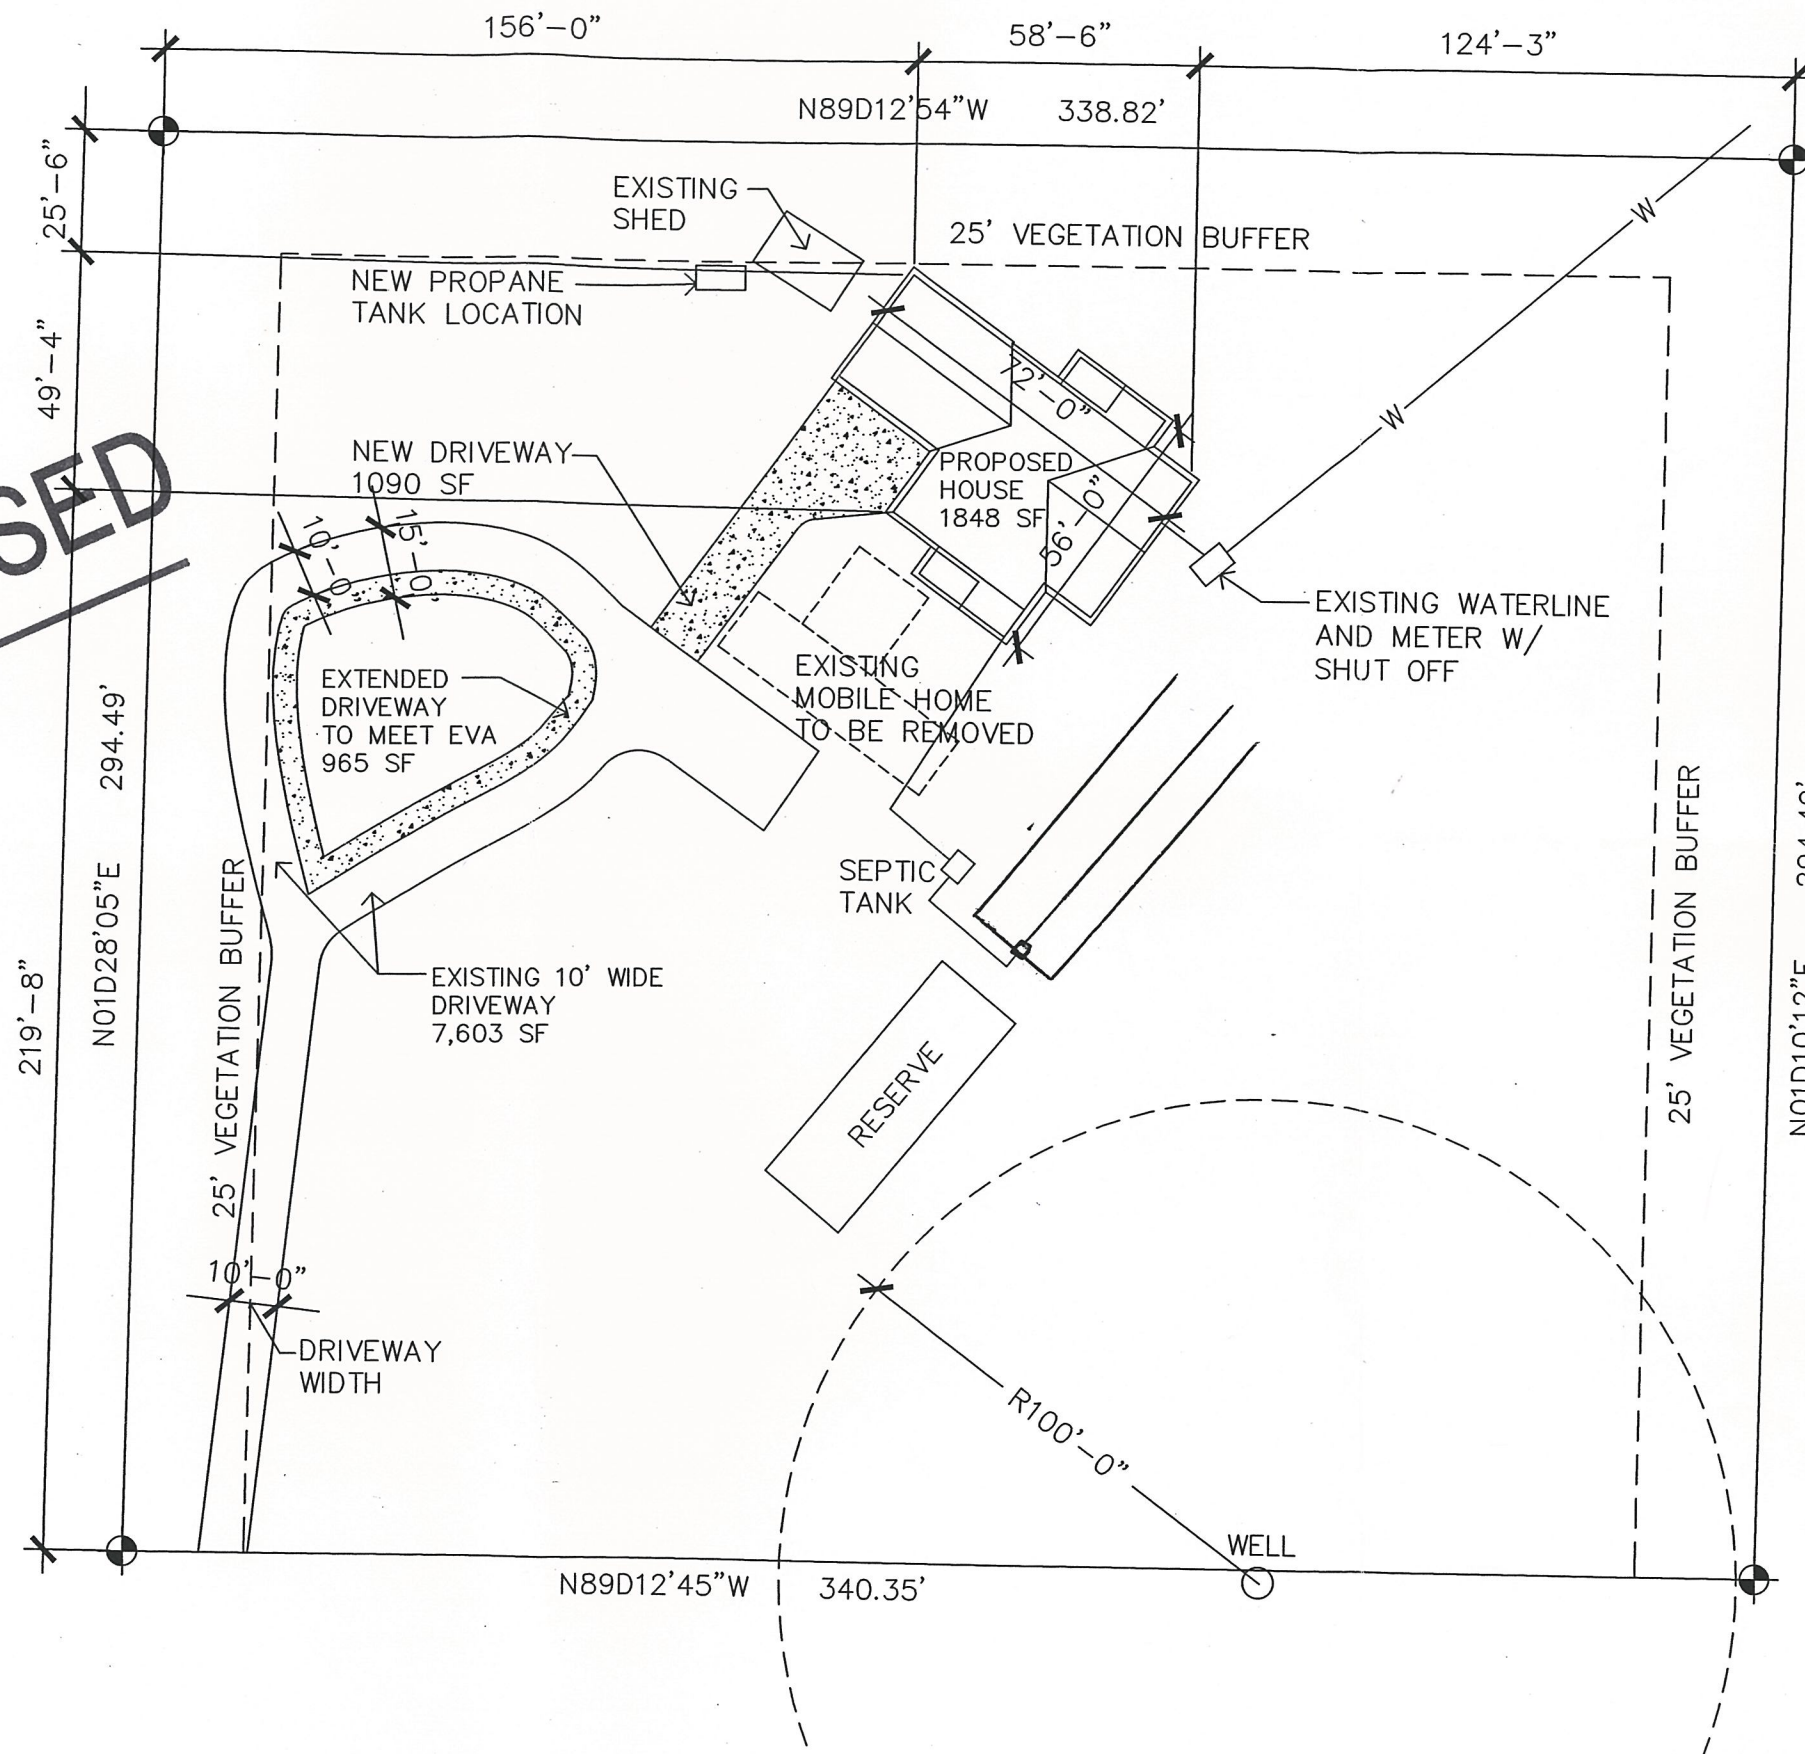 156'-0"
58'-6"
124'-3"
N89D12'54"W 338.82'
25'-6"
EXISTING
SHED
25' VEGETATION BUFFER
W
NEW PROPANE
TANK LOCATION
49'-4"
72'-0"
W
SED
NEW DRIVEWAY
1090 SF
PROPOSED
HOUSE
1848 SF
56'-0"
10'-0"
15'-0"
EXISTING WATERLINE
AND METER W/
SHUT OFF
EXISTING
MOBILE HOME
TO BE REMOVED
EXTENDED
DRIVEWAY
TO MEET EVA
965 SF
N01D28'05"E 294.49'
219'-8"
25' VEGETATION BUFFER
SEPTIC
TANK
25' VEGETATION BUFFER
N01D10'12"E
EXISTING 10' WIDE
DRIVEWAY
7,603 SF
RESERVE
10'-0"
DRIVEWAY
WIDTH
R100'-0"
WELL
N89D12'45"W 340.35'